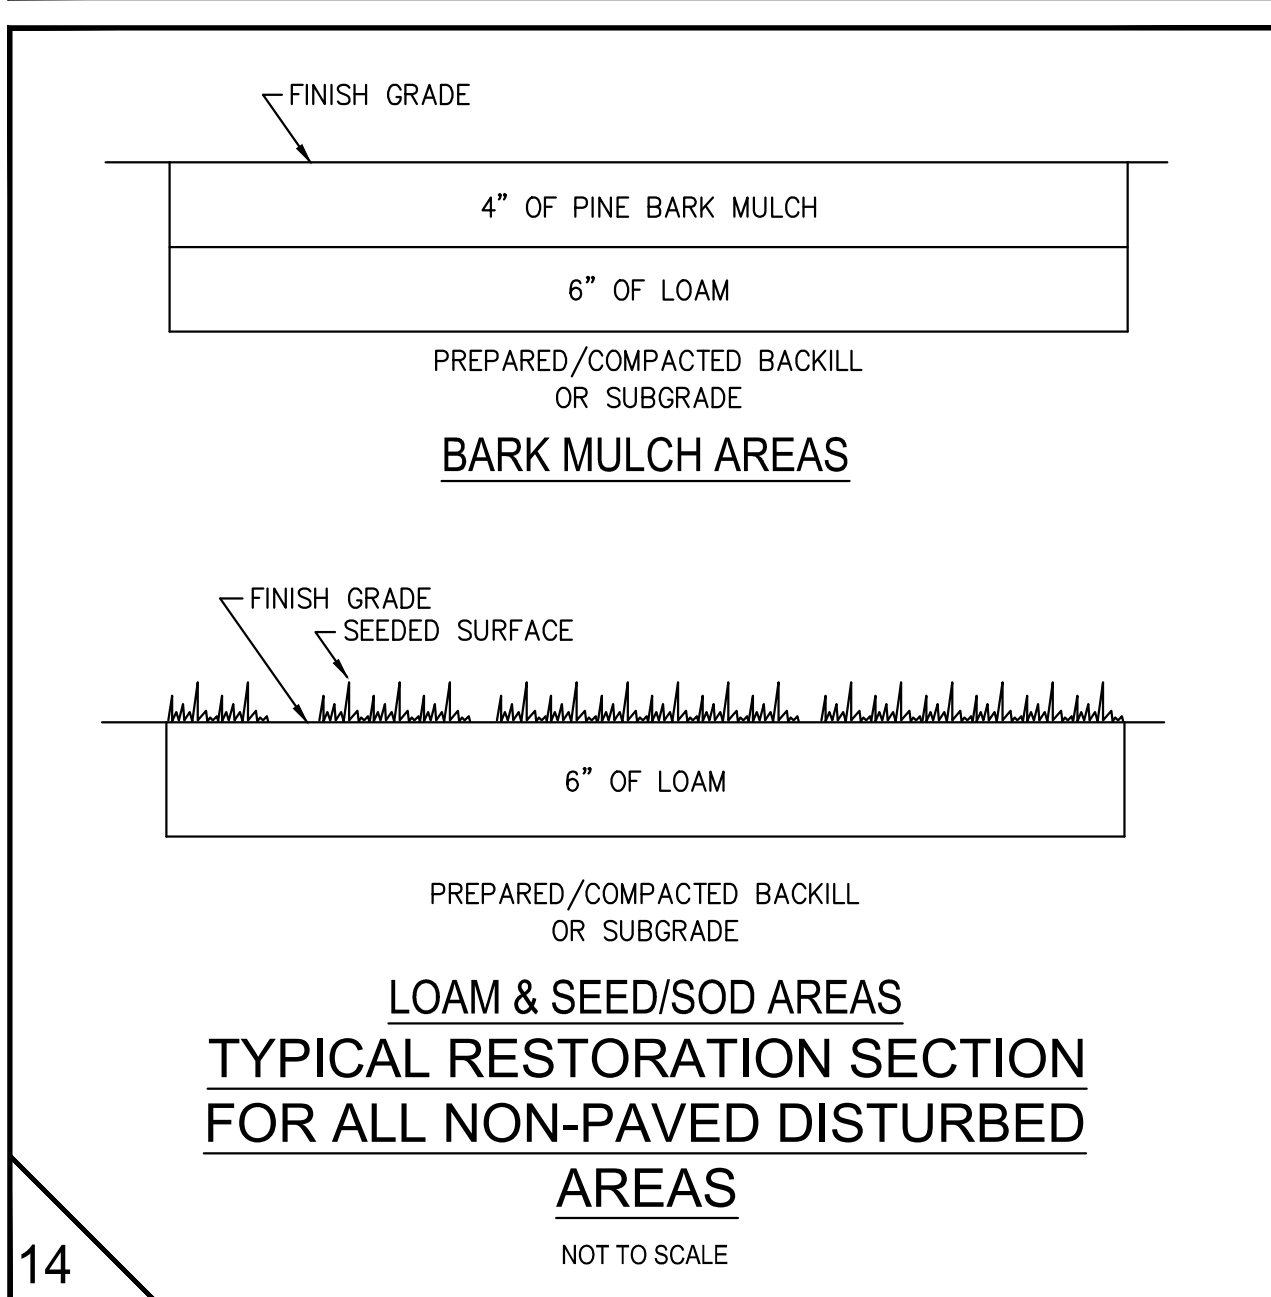 FINISH GRADE
4” OF PINE BARK MULCH
6” OF LOAM
PREPARED/COMPACTED BACKILL
OR SUBGRADE
BARK MULCH AREAS
FINISH GRADE
SEEDED SURFACE
6” OF LOAM
PREPARED/COMPACTED BACKILL
OR SUBGRADE
LOAM & SEED/SOD AREAS
TYPICAL RESTORATION SECTION
FOR ALL NON-PAVED DISTURBED
AREAS
NOT TO SCALE
14